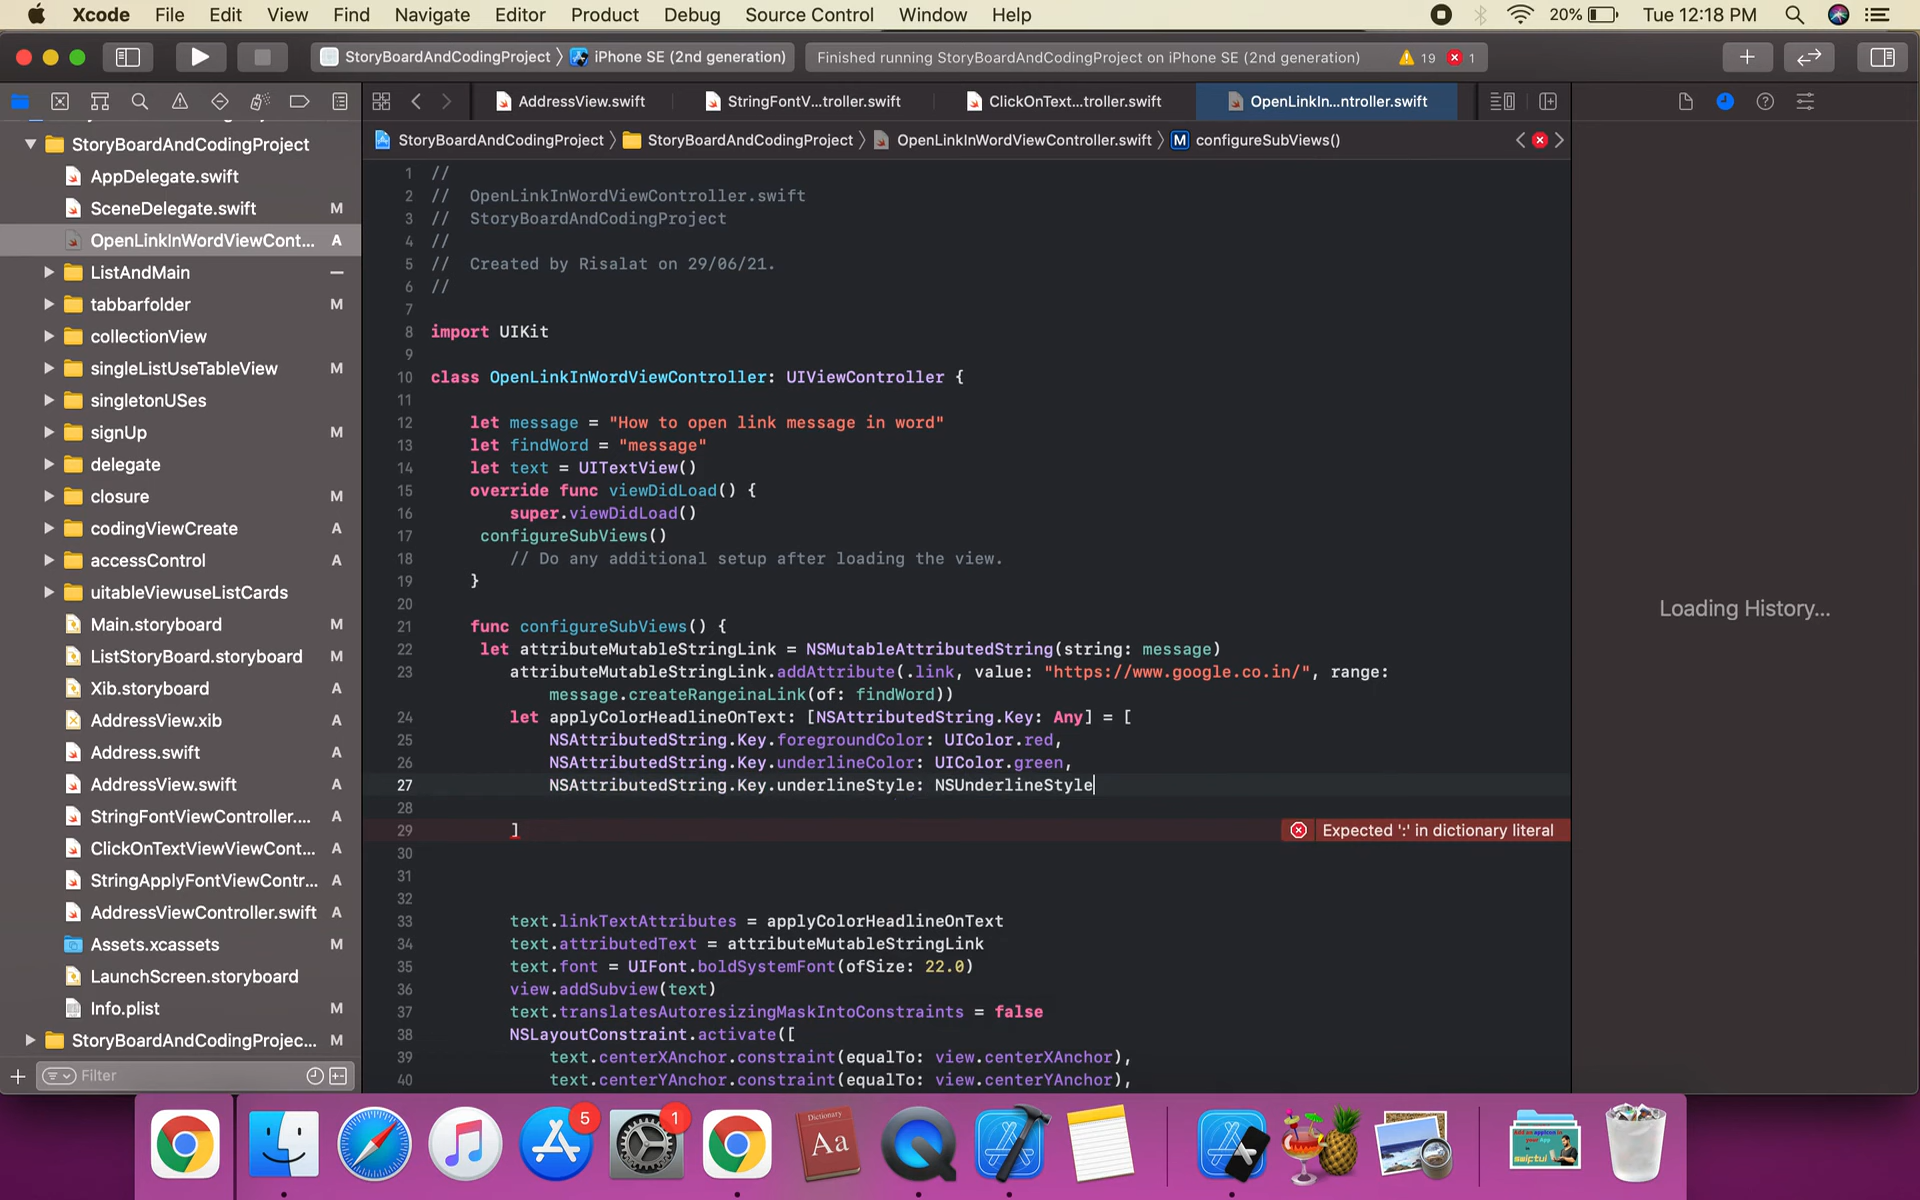 Xcode File Edit View Find Navigate Editor Product Debug Source Control Window Help 20% Tue 12:18 PM
StoryBoardAndCodingProject iPhone SE (2nd generation) Finished running StoryBoardAndCodingProject on iPhone SE (2nd generation) 19 1
AddressView.swift StringFontV...troller.swift ClickOnText...troller.swift OpenLinkIn...ntroller.swift
StoryBoardAndCodingProject StoryBoardAndCodingProject OpenLinkInWordViewController.swift M configureSubViews()
StoryBoardAndCodingProject
AppDelegate.swift
SceneDelegate.swift M
OpenLinkInWordViewCont... A
ListAndMain
tabbarfolder M
collectionView
singleListUseTableView M
singletonUSes
signUp M
delegate
closure M
codingViewCreate A
accessControl A
uitableViewuseListCards
Main.storyboard M
ListStoryBoard.storyboard M
Xib.storyboard A
AddressView.xib A
Address.swift A
AddressView.swift A
StringFontViewController.... A
ClickOnTextViewViewCont... A
StringApplyFontViewContr... A
AddressViewController.swift A
Assets.xcassets M
LaunchScreen.storyboard
Info.plist M
StoryBoardAndCodingProjec... M
Filter
1 //
2 // OpenLinkInWordViewController.swift
3 // StoryBoardAndCodingProject
4 //
5 // Created by Risalat on 29/06/21.
6 //
7
8 import UIKit
9
10 class OpenLinkInWordViewController: UIViewController {
11
12 let message = "How to open link message in word"
13 let findWord = "message"
14 let text = UITextView()
15 override func viewDidLoad() {
16 super.viewDidLoad()
17 configureSubViews()
18 // Do any additional setup after loading the view.
19 }
20
21 func configureSubViews() {
22 let attributeMutableStringLink = NSMutableAttributedString(string: message)
23 attributeMutableStringLink.addAttribute(.link, value: "https://www.google.co.in/", range:
message.createRangeinaLink(of: findWord))
24 let applyColorHeadlineOnText: [NSAttributedString.Key: Any] = [
25 NSAttributedString.Key.foregroundColor: UIColor.red,
26 NSAttributedString.Key.underlineColor: UIColor.green,
27 NSAttributedString.Key.underlineStyle: NSUnderlineStyle
28
29 ] Expected ':' in dictionary literal
30
31
32
33 text.linkTextAttributes = applyColorHeadlineOnText
34 text.attributedText = attributeMutableStringLink
35 text.font = UIFont.boldSystemFont(ofSize: 22.0)
36 view.addSubview(text)
37 text.translatesAutoresizingMaskIntoConstraints = false
38 NSLayoutConstraint.activate([
39 text.centerXAnchor.constraint(equalTo: view.centerXAnchor),
40 text.centerYAnchor.constraint(equalTo: view.centerYAnchor),
Loading History...
5 1
Dictionary
Aa
swiftui